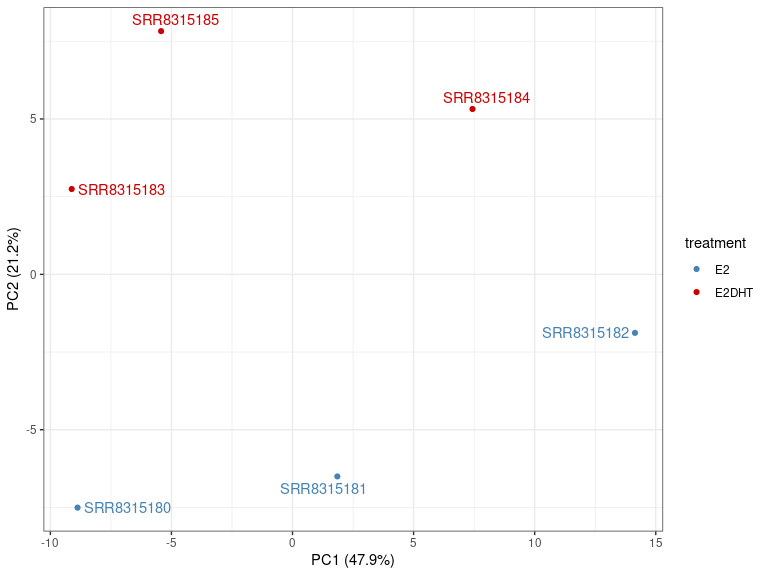 SRR8315185
SRR8315184
SRR8315183
SRR8315182
SRR8315181
SRR8315180
5
0
-5
-10
-5
0
5
10
15
PC2 (21.2%)
PC1 (47.9%)
treatment
E2
E2DHT